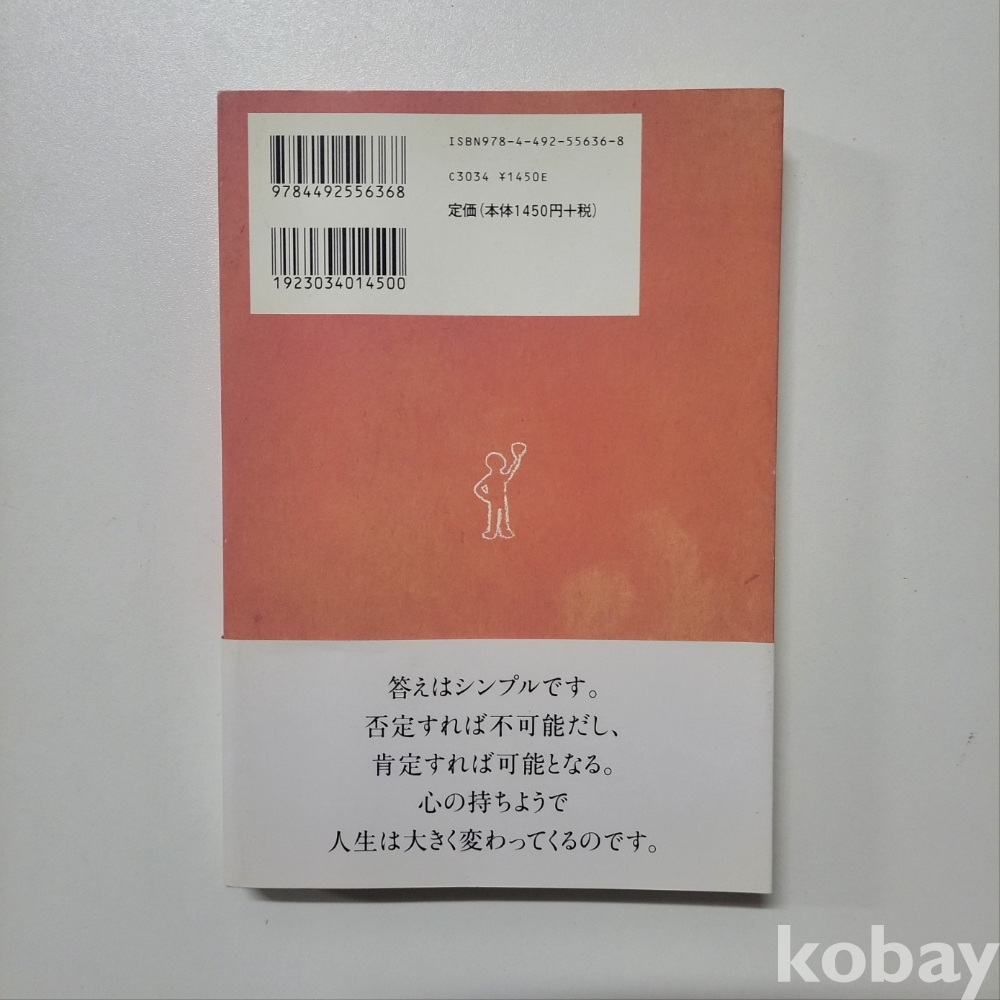 ISBN978-4-492-55636-8
9784492556368
C3034 ¥1450E
定価(本体1450円+税)
1923034014500
答えはシンプルです。
否定すれば不可能だし、
肯定すれば可能となる。
心の持ちようで
人生は大きく変わってくるのです。
kobay